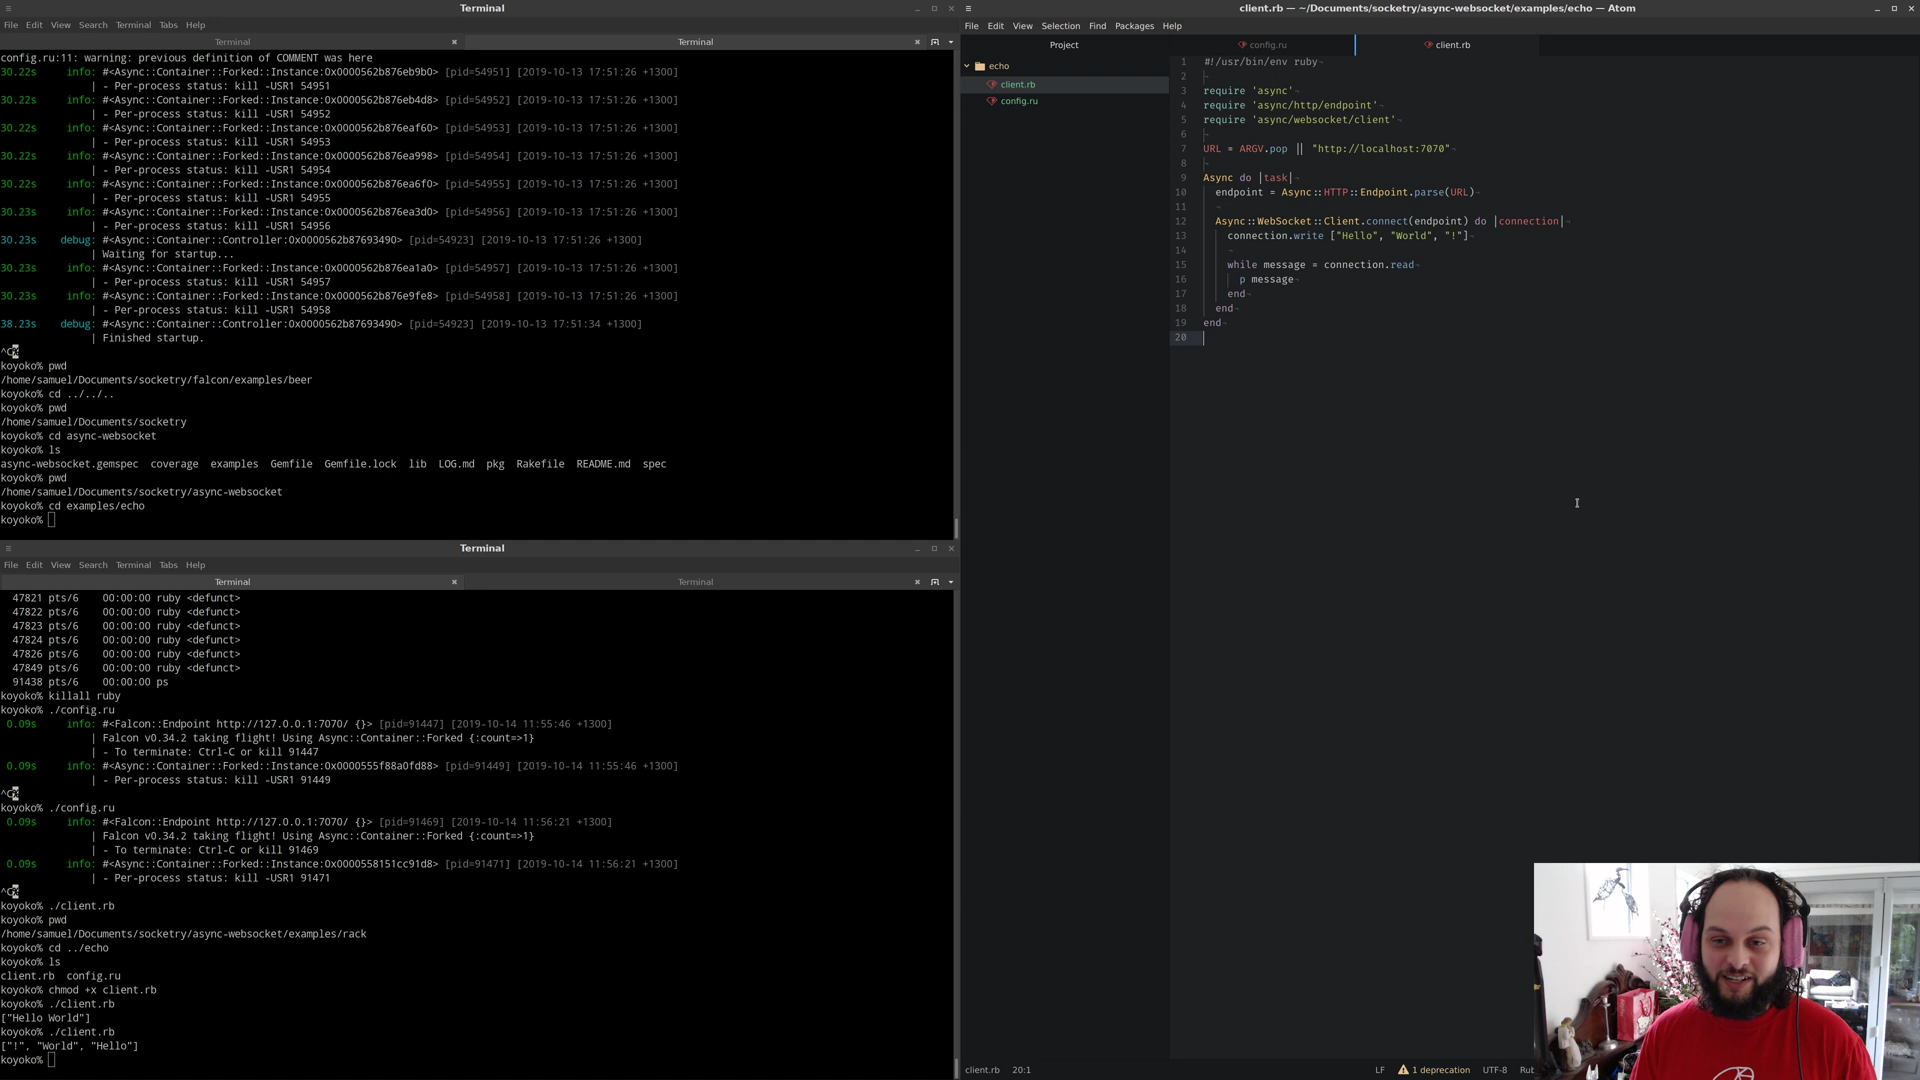 Terminal
File Edit View Search Terminal Tabs Help
Terminal Terminal
config.ru:11: warning: previous definition of COMMENT was here
30.22s info: #<Async::Container::Forked::Instance:0x0000562b876eb9b0> [pid=54951] [2019-10-13 17:51:26 +1300]
| - Per-process status: kill -USR1 54951
30.22s info: #<Async::Container::Forked::Instance:0x0000562b876eb4d8> [pid=54952] [2019-10-13 17:51:26 +1300]
| - Per-process status: kill -USR1 54952
30.22s info: #<Async::Container::Forked::Instance:0x0000562b876eaf60> [pid=54953] [2019-10-13 17:51:26 +1300]
| - Per-process status: kill -USR1 54953
30.22s info: #<Async::Container::Forked::Instance:0x0000562b876ea998> [pid=54954] [2019-10-13 17:51:26 +1300]
| - Per-process status: kill -USR1 54954
30.22s info: #<Async::Container::Forked::Instance:0x0000562b876ea6f0> [pid=54955] [2019-10-13 17:51:26 +1300]
| - Per-process status: kill -USR1 54955
30.23s info: #<Async::Container::Forked::Instance:0x0000562b876ea3d0> [pid=54956] [2019-10-13 17:51:26 +1300]
| - Per-process status: kill -USR1 54956
30.23s debug: #<Async::Container::Controller:0x0000562b87693490> [pid=54923] [2019-10-13 17:51:26 +1300]
| Waiting for startup...
30.23s info: #<Async::Container::Forked::Instance:0x0000562b876ea1a0> [pid=54957] [2019-10-13 17:51:26 +1300]
| - Per-process status: kill -USR1 54957
30.23s info: #<Async::Container::Forked::Instance:0x0000562b876e9fe8> [pid=54958] [2019-10-13 17:51:26 +1300]
| - Per-process status: kill -USR1 54958
38.23s debug: #<Async::Container::Controller:0x0000562b87693490> [pid=54923] [2019-10-13 17:51:34 +1300]
| Finished startup.
^C%
koyoko% pwd
/home/samuel/Documents/socketry/falcon/examples/beer
koyoko% cd ../../..
koyoko% pwd
/home/samuel/Documents/socketry
koyoko% cd async-websocket
koyoko% ls
async-websocket.gemspec coverage examples Gemfile Gemfile.lock lib LOG.md pkg Rakefile README.md spec
koyoko% pwd
/home/samuel/Documents/socketry/async-websocket
koyoko% cd examples/echo
koyoko%
Terminal
File Edit View Search Terminal Tabs Help
Terminal Terminal
47821 pts/6 00:00:00 ruby <defunct>
47822 pts/6 00:00:00 ruby <defunct>
47823 pts/6 00:00:00 ruby <defunct>
47824 pts/6 00:00:00 ruby <defunct>
47826 pts/6 00:00:00 ruby <defunct>
47849 pts/6 00:00:00 ruby <defunct>
91438 pts/6 00:00:00 ps
koyoko% killall ruby
koyoko% ./config.ru
0.09s info: #<Falcon::Endpoint http://127.0.0.1:7070/ {}> [pid=91447] [2019-10-14 11:55:46 +1300]
| Falcon v0.34.2 taking flight! Using Async::Container::Forked {:count=>1}
| - To terminate: Ctrl-C or kill 91447
0.09s info: #<Async::Container::Forked::Instance:0x0000555f88a0fd88> [pid=91449] [2019-10-14 11:55:46 +1300]
| - Per-process status: kill -USR1 91449
^C%
koyoko% ./config.ru
0.09s info: #<Falcon::Endpoint http://127.0.0.1:7070/ {}> [pid=91469] [2019-10-14 11:56:21 +1300]
| Falcon v0.34.2 taking flight! Using Async::Container::Forked {:count=>1}
| - To terminate: Ctrl-C or kill 91469
0.09s info: #<Async::Container::Forked::Instance:0x0000558151cc91d8> [pid=91471] [2019-10-14 11:56:21 +1300]
| - Per-process status: kill -USR1 91471
^C%
koyoko% ./client.rb
koyoko% pwd
/home/samuel/Documents/socketry/async-websocket/examples/rack
koyoko% cd ../echo
koyoko% ls
client.rb config.ru
koyoko% chmod +x client.rb
koyoko% ./client.rb
["Hello World"]
koyoko% ./client.rb
["!", "World", "Hello"]
koyoko%
client.rb — ~/Documents/socketry/async-websocket/examples/echo — Atom
File Edit View Selection Find Packages Help
Project config.ru client.rb
echo
client.rb
config.ru
1 #!/usr/bin/env ruby
2
3 require 'async'
4 require 'async/http/endpoint'
5 require 'async/websocket/client'
6
7 URL = ARGV.pop || "http://localhost:7070"
8
9 Async do |task|
10 endpoint = Async::HTTP::Endpoint.parse(URL)
11
12 Async::WebSocket::Client.connect(endpoint) do |connection|
13 connection.write ["Hello", "World", "!"]
14
15 while message = connection.read
16 p message
17 end
18 end
19 end
20
client.rb 20:1 LF 1 deprecation UTF-8 Rub